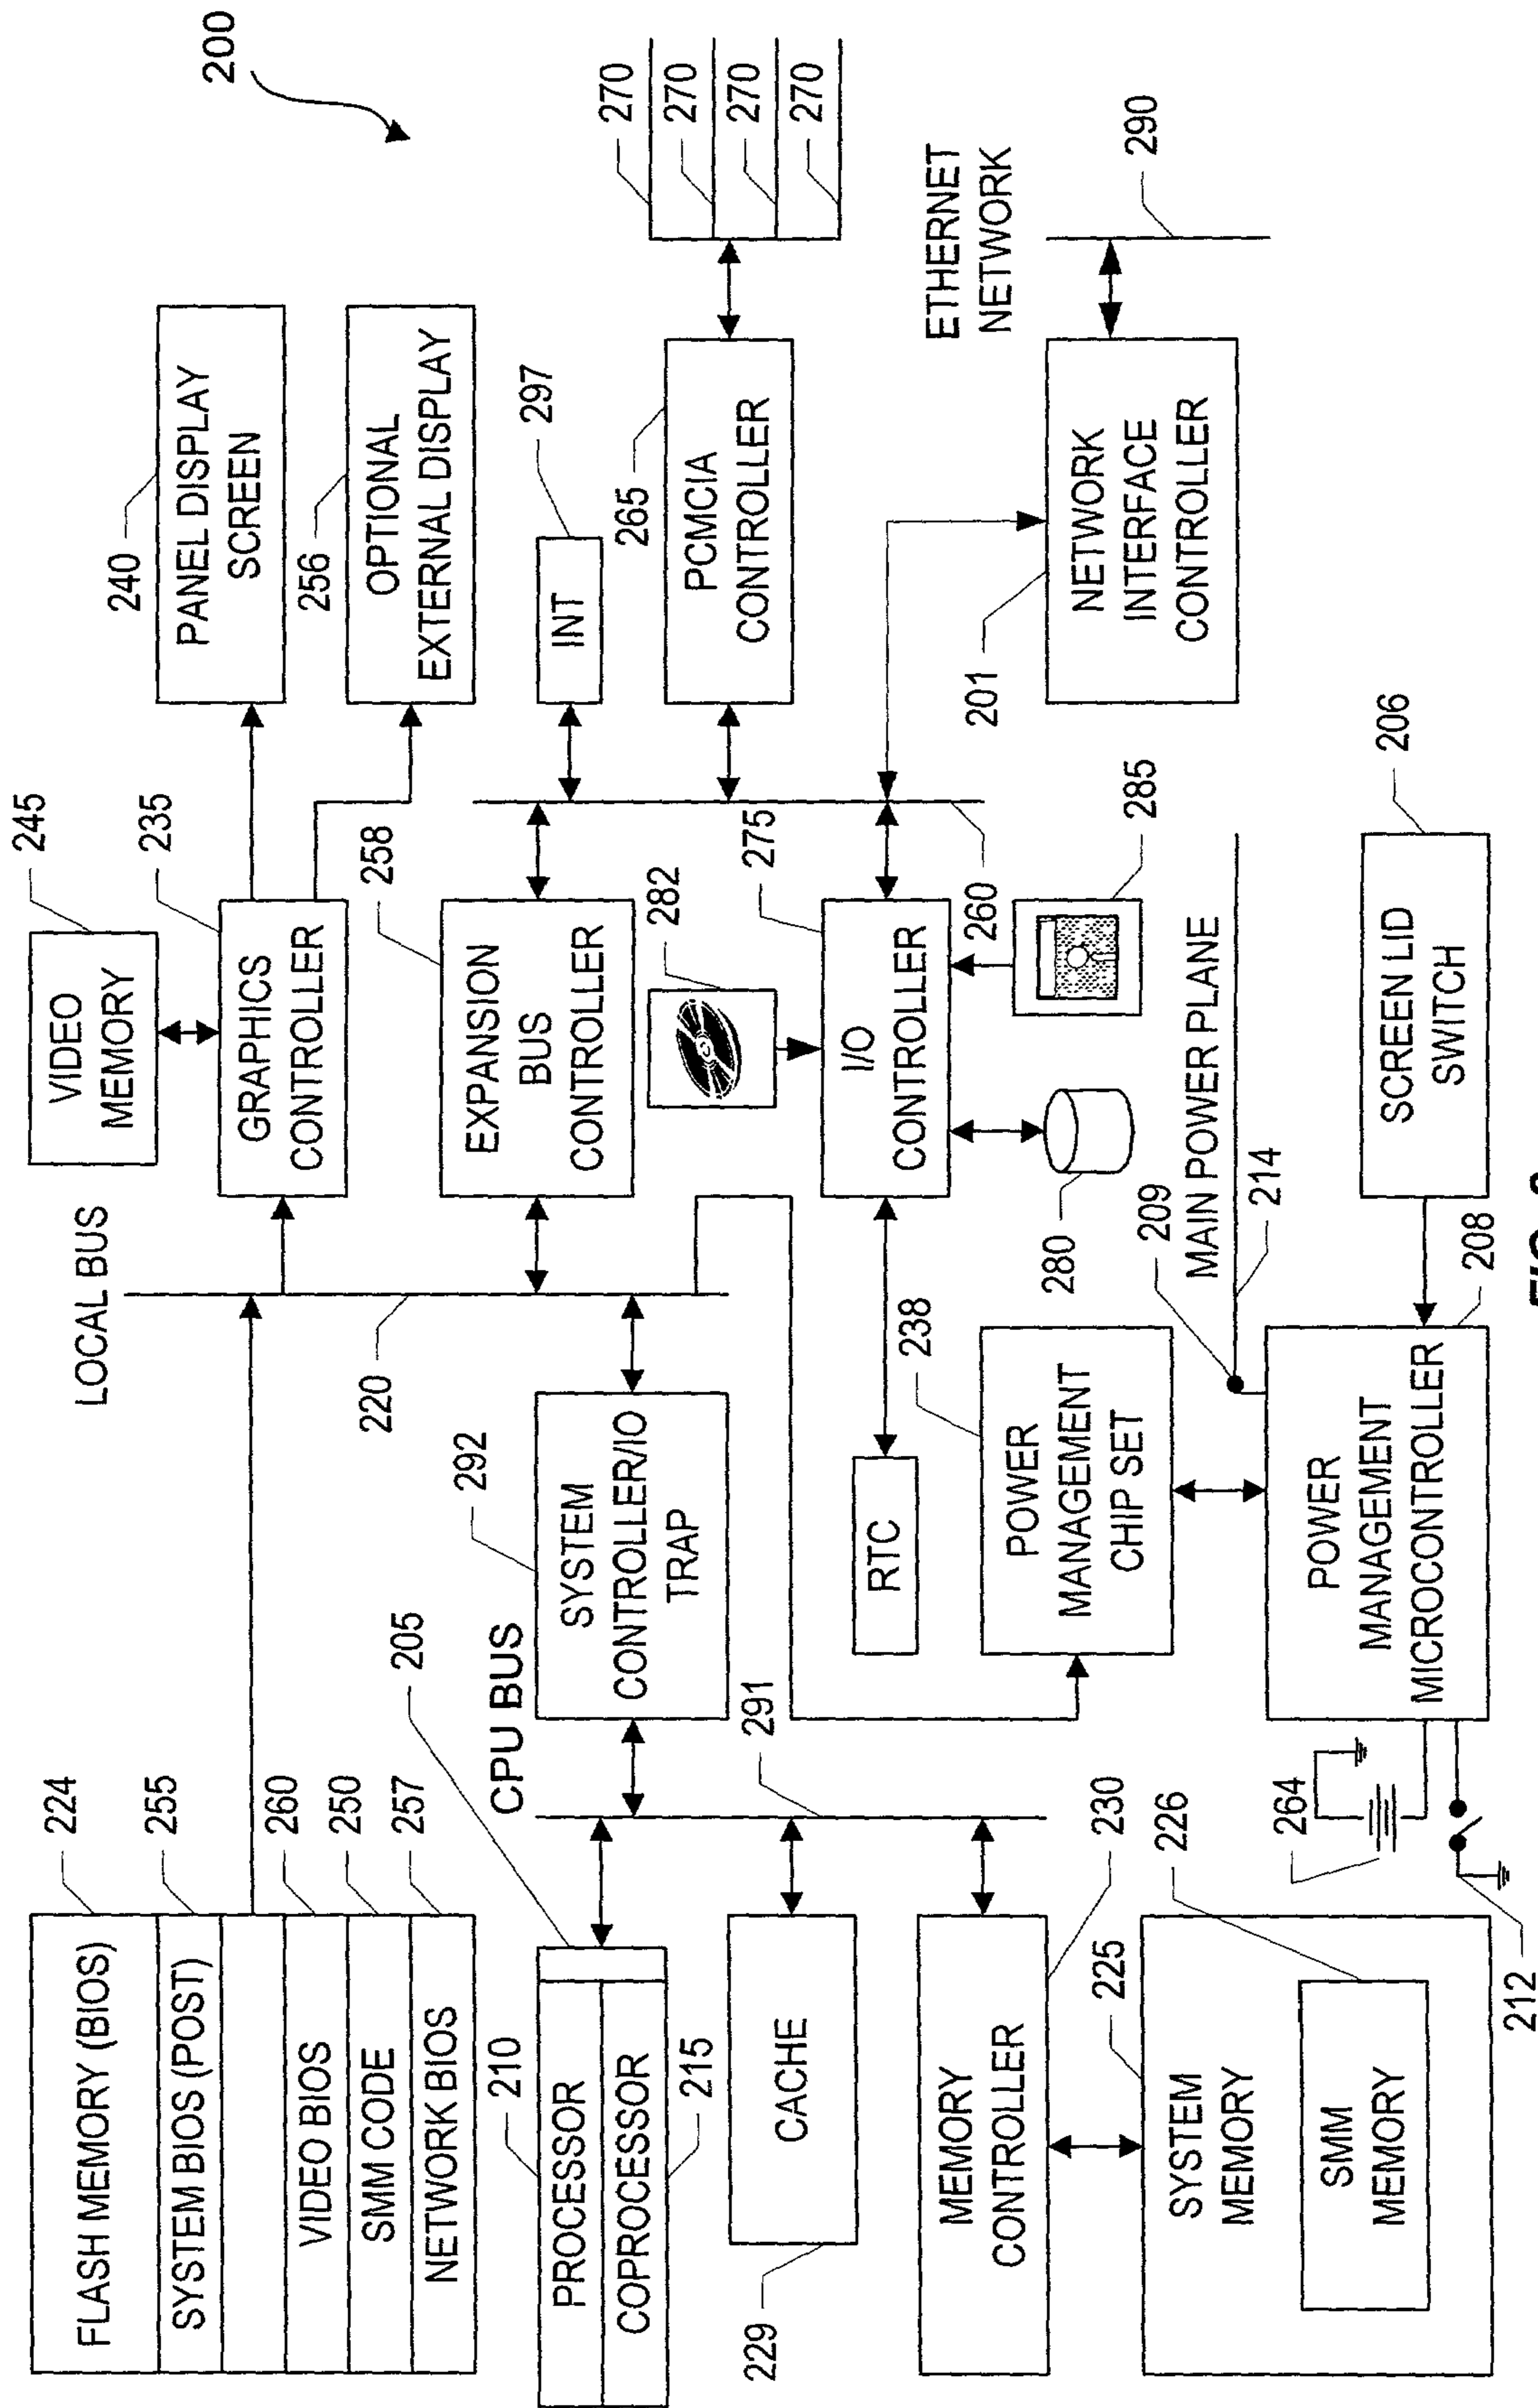 200
FLASH MEMORY (BIOS)
224
SYSTEM BIOS (POST)
255
VIDEO BIOS
260
SMM CODE
250
NETWORK BIOS
257
LOCAL BUS
220
VIDEO
MEMORY
245
GRAPHICS
CONTROLLER
235
PANEL DISPLAY
SCREEN
240
OPTIONAL
EXTERNAL DISPLAY
256
PROCESSOR
210
COPROCESSOR
215
205
CPU BUS
291
SYSTEM
CONTROLLER/IO
TRAP
292
EXPANSION
BUS
CONTROLLER
258
INT
297
CACHE
229
282
PCMCIA
CONTROLLER
265
270
270
270
270
I/O
CONTROLLER
275
260
RTC
280
285
MEMORY
CONTROLLER
230
POWER
MANAGEMENT
CHIP SET
238
NETWORK
INTERFACE
CONTROLLER
201
ETHERNET
NETWORK
290
SYSTEM
MEMORY
225
SMM
MEMORY
226
264
212
POWER
MANAGEMENT
MICROCONTROLLER
208
209
MAIN POWER PLANE
214
SCREEN LID
SWITCH
206